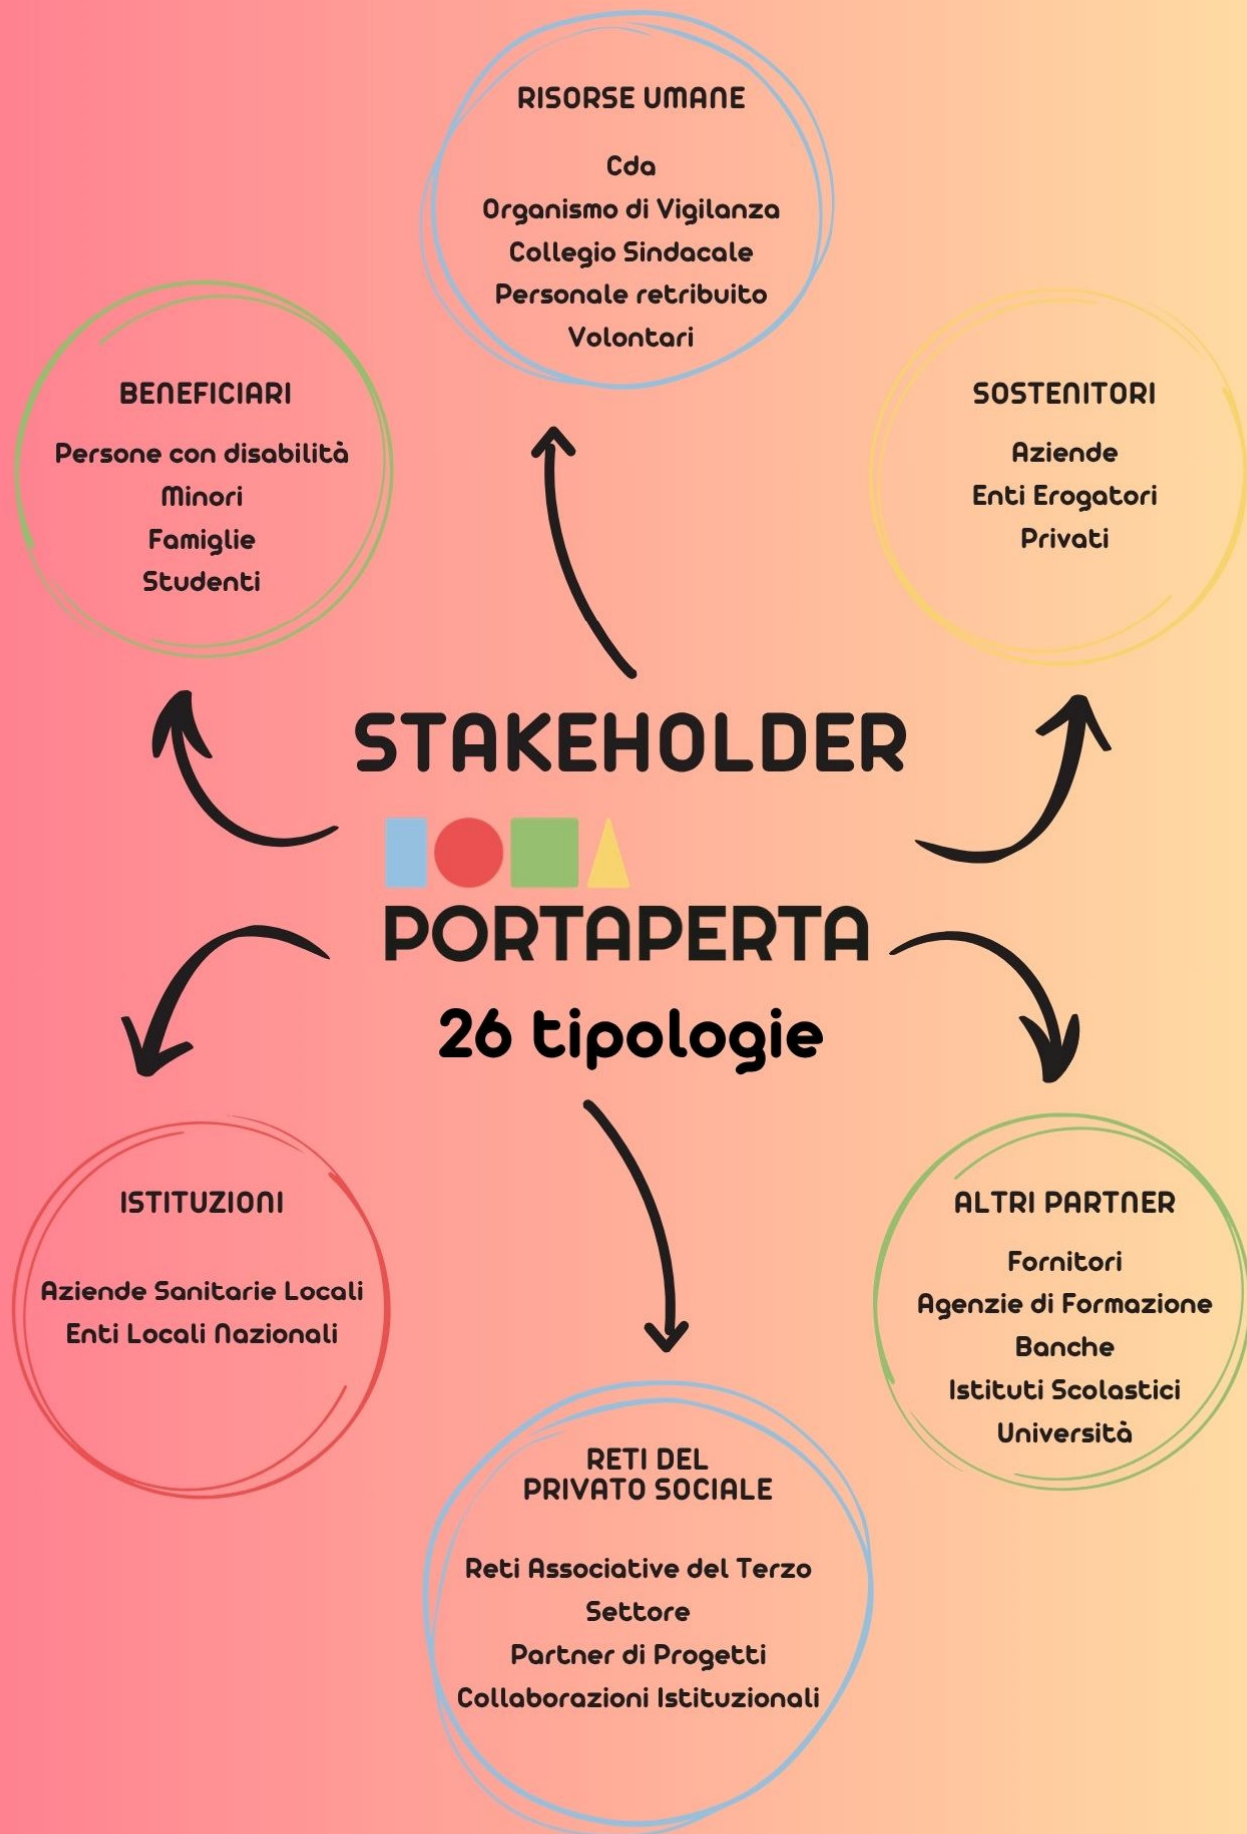 RISORSE UMANE
Cda
Organismo di Vigilanza
Collegio Sindacale
Personale retribuito
Volontari
BENEFICIARI
Persone con disabilità
Minori
Famiglie
Studenti
SOSTENITORI
Aziende
Enti Erogatori
Privati
STAKEHOLDER
PORTAPERTA
26 tipologie
ISTITUZIONI
Aziende Sanitarie Locali
Enti Locali Nazionali
ALTRI PARTNER
Fornitori
Agenzie di Formazione
Banche
Istituti Scolastici
Università
RETI DEL
PRIVATO SOCIALE
Reti Associative del Terzo
Settore
Partner di Progetti
Collaborazioni Istituzionali